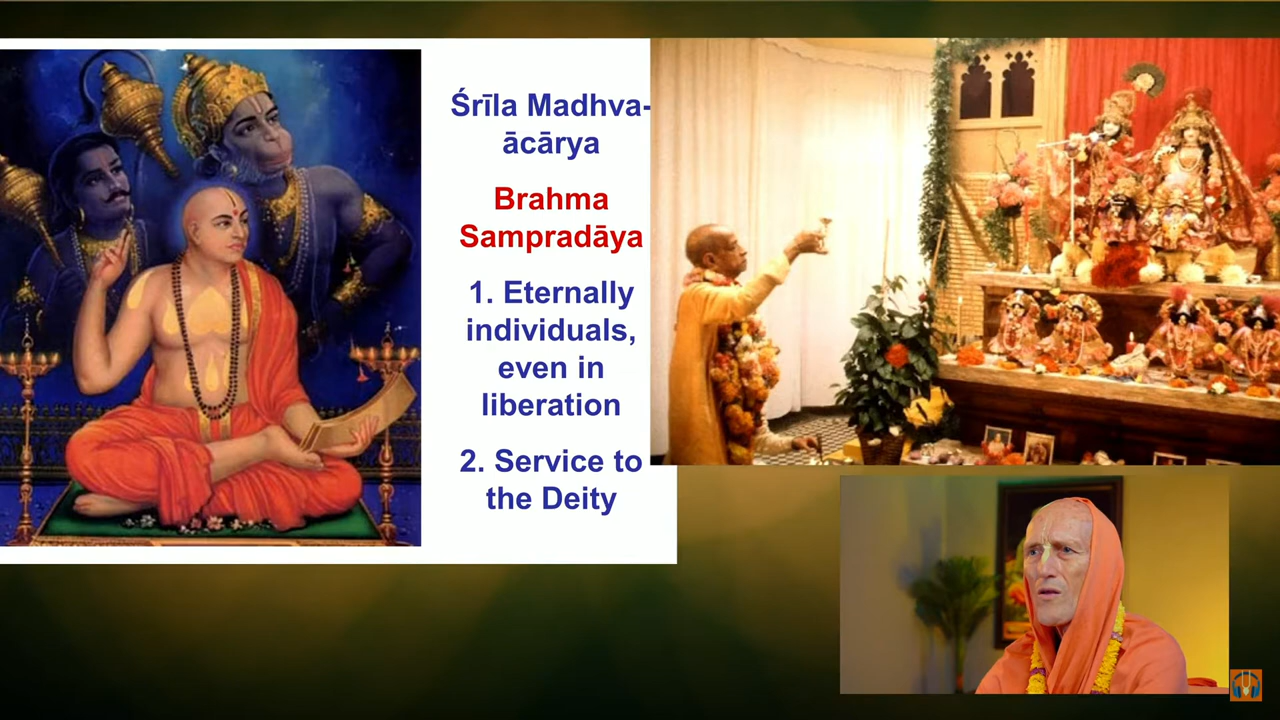 Śrīla Madhva-
ācārya
Brahma
Sampradāya
1. Eternally
individuals,
even in
liberation
2. Service to
the Deity